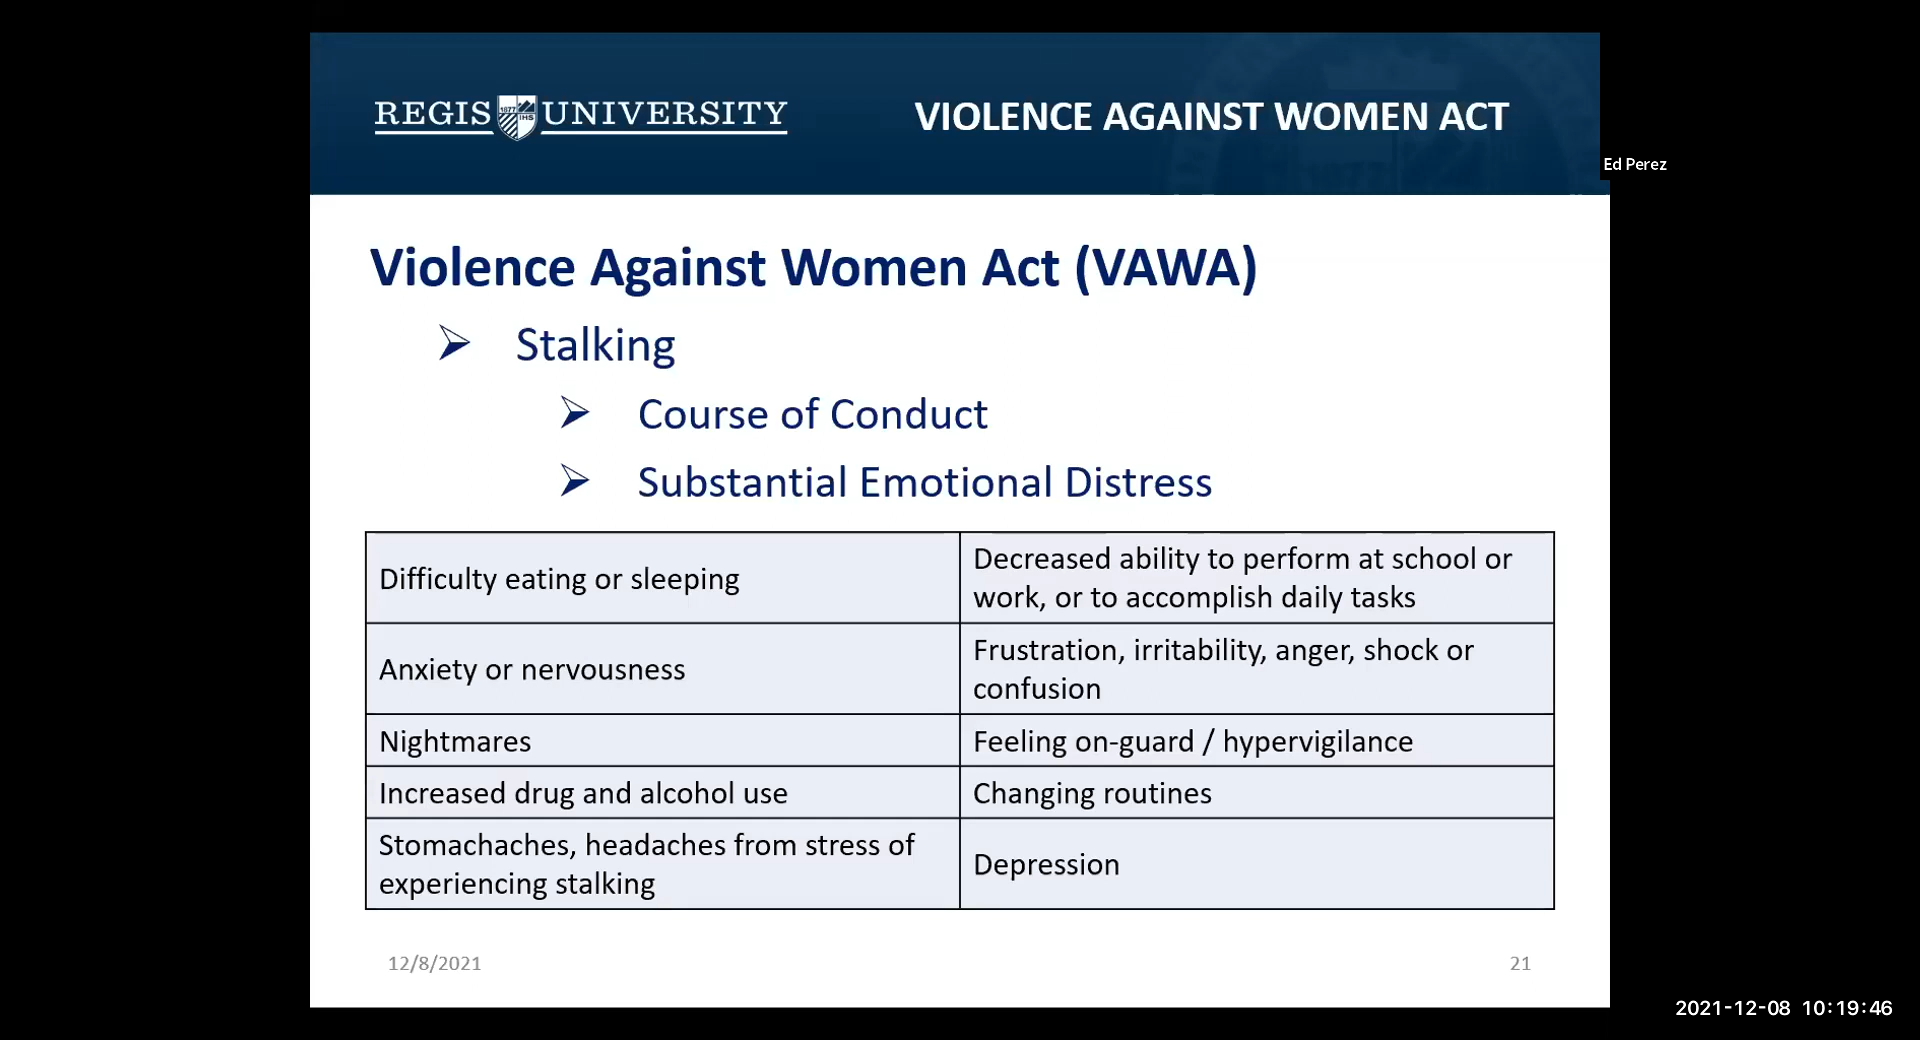 REGIS UNIVERSITY
1877
IHS
VIOLENCE AGAINST WOMEN ACT
Ed Perez
Violence Against Women Act (VAWA)
Stalking
Course of Conduct
Substantial Emotional Distress
Difficulty eating or sleeping
Decreased ability to perform at school or
work, or to accomplish daily tasks
Anxiety or nervousness
Frustration, irritability, anger, shock or
confusion
Nightmares
Feeling on-guard / hypervigilance
Increased drug and alcohol use
Changing routines
Stomachaches, headaches from stress of
experiencing stalking
Depression
12/8/2021
21
2021-12-08 10:19:46